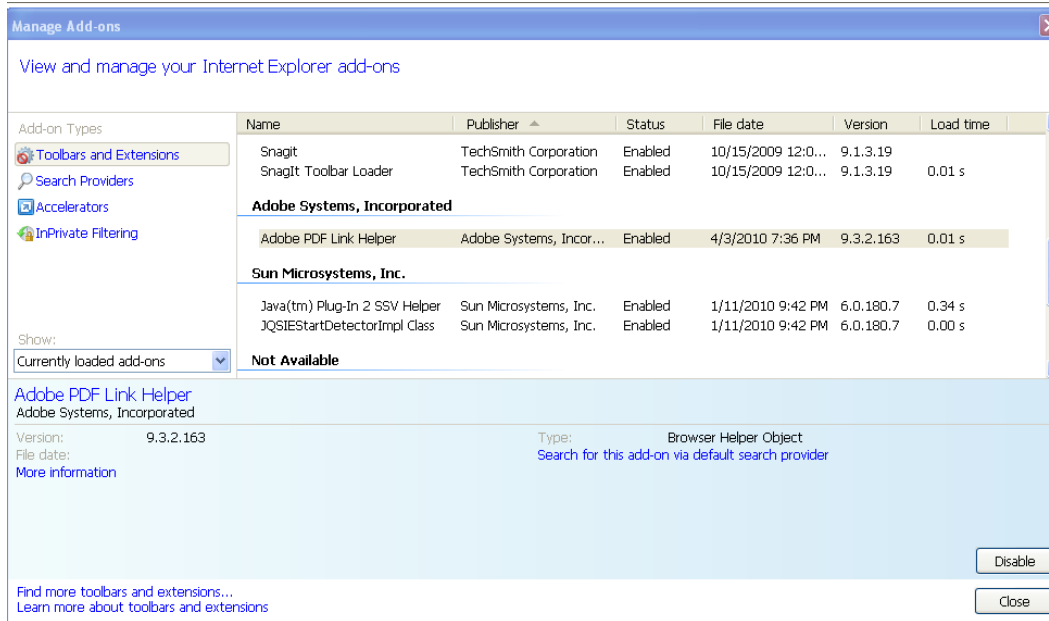 Manage Add-ons
View and manage your Internet Explorer add-ons
Add-on Types
Toolbars and Extensions
Search Providers
Accelerators
InPrivate Filtering
Show:
Currently loaded add-ons
Name Publisher Status File date Version Load time
Snagit TechSmith Corporation Enabled 10/15/2009 12:0... 9.1.3.19
SnagIt Toolbar Loader TechSmith Corporation Enabled 10/15/2009 12:0... 9.1.3.19 0.01 s
Adobe Systems, Incorporated
Adobe PDF Link Helper Adobe Systems, Incor... Enabled 4/3/2010 7:36 PM 9.3.2.163 0.01 s
Sun Microsystems, Inc.
Java(tm) Plug-In 2 SSV Helper Sun Microsystems, Inc. Enabled 1/11/2010 9:42 PM 6.0.180.7 0.34 s
JQSIEStartDetectorImpl Class Sun Microsystems, Inc. Enabled 1/11/2010 9:42 PM 6.0.180.7 0.00 s
Not Available
Adobe PDF Link Helper
Adobe Systems, Incorporated
Version: 9.3.2.163
File date:
More information
Type: Browser Helper Object
Search for this add-on via default search provider
Disable
Find more toolbars and extensions...
Learn more about toolbars and extensions
Close